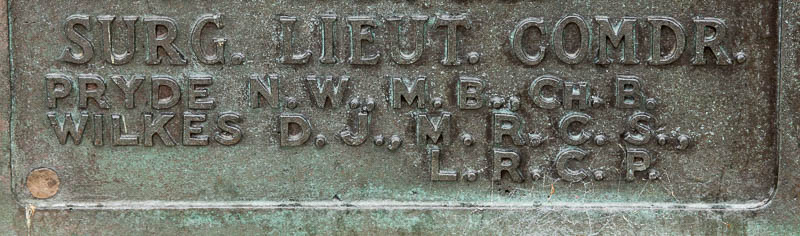 SURG. LIEUT. COMDR.
PRYDE N.W., M.B., CH.B.
WILKES D.J., M.R.C.S.,
L.R.C.P.